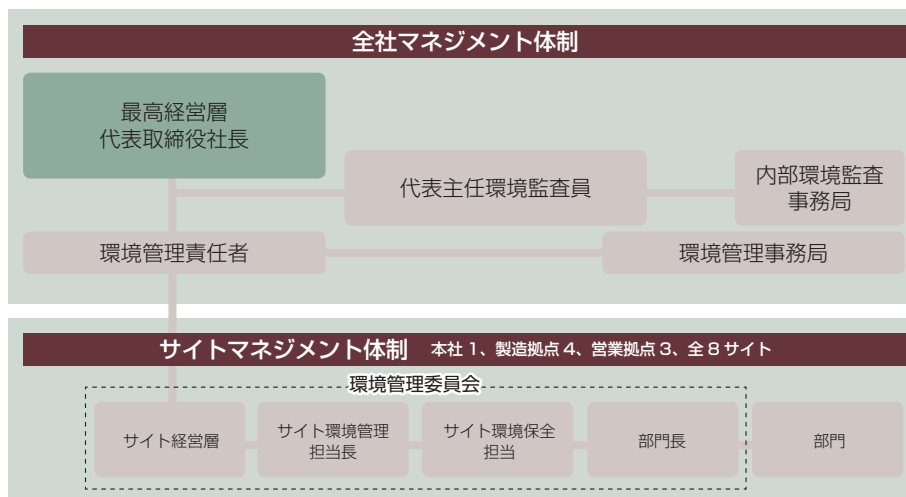 全社マネジメント体制
最高経営層
代表取締役社長
代表主任環境監査員
内部環境監査
事務局
環境管理責任者
環境管理事務局
サイトマネジメント体制 本社 1、製造拠点 4、営業拠点 3、全 8 サイト
環境管理委員会
サイト経営層
サイト環境管理
担当長
サイト環境保全
担当
部門長
部門